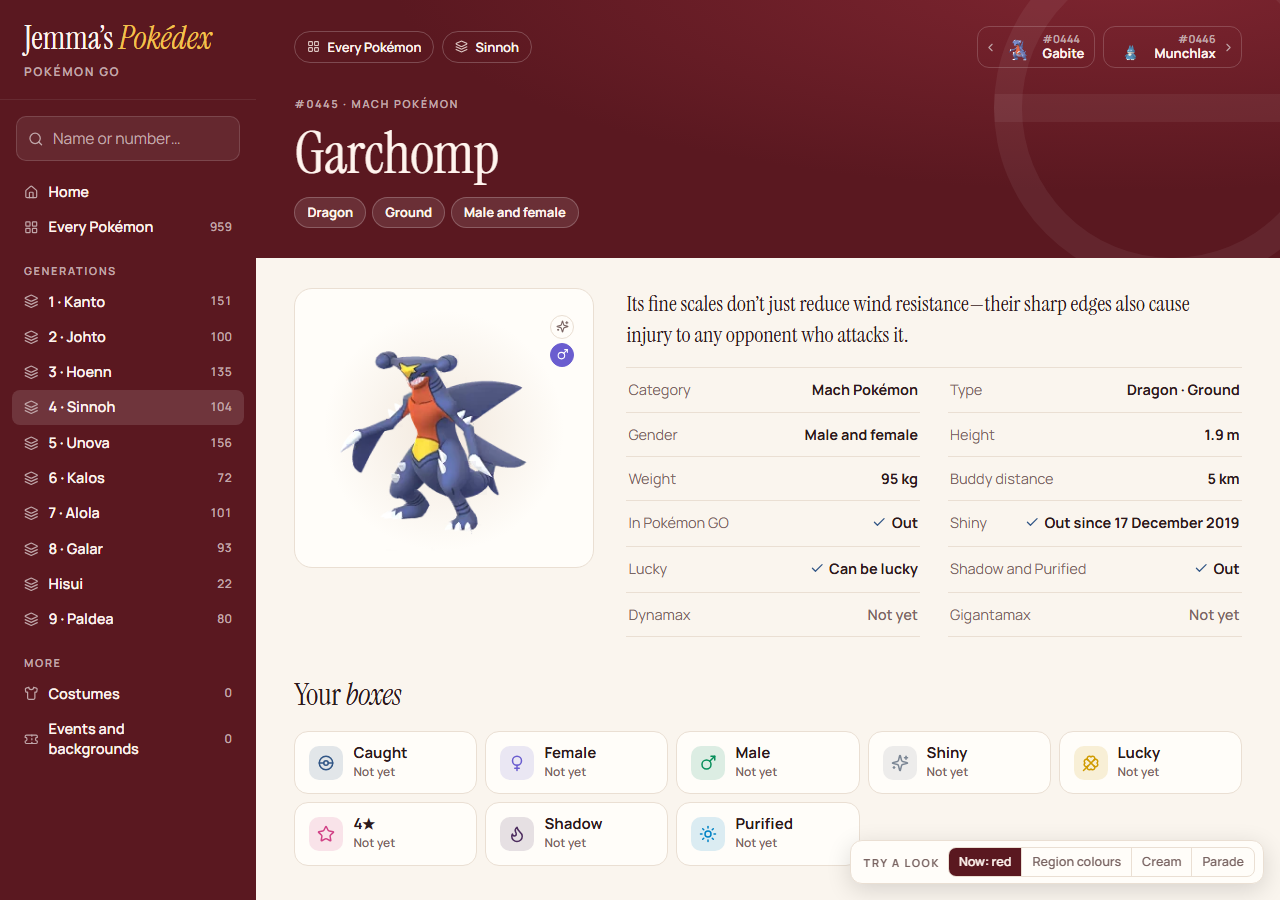 Jemma's Pokédex
POKÉMON GO
Name or number...
Home
Every Pokémon 959
GENERATIONS
1 · Kanto 151
2 · Johto 100
3 · Hoenn 135
4 · Sinnoh 104
5 · Unova 156
6 · Kalos 72
7 · Alola 101
8 · Galar 93
Hisui 22
9 · Paldea 80
MORE
Costumes 0
Events and
backgrounds 0
Every Pokémon
Sinnoh
#0444
Gabite
#0446
Munchlax
#0445 · MACH POKÉMON
Garchomp
Dragon
Ground
Male and female
Its fine scales don't just reduce wind resistance—their sharp edges also cause
injury to any opponent who attacks it.
Category Mach Pokémon
Type Dragon · Ground
Gender Male and female
Height 1.9 m
Weight 95 kg
Buddy distance 5 km
In Pokémon GO ✓ Out
Shiny ✓ Out since 17 December 2019
Lucky ✓ Can be lucky
Shadow and Purified ✓ Out
Dynamax Not yet
Gigantamax Not yet
Your boxes
Caught
Not yet
Female
Not yet
Male
Not yet
Shiny
Not yet
Lucky
Not yet
4★
Not yet
Shadow
Not yet
Purified
Not yet
TRY A LOOK
Now: red
Region colours
Cream
Parade